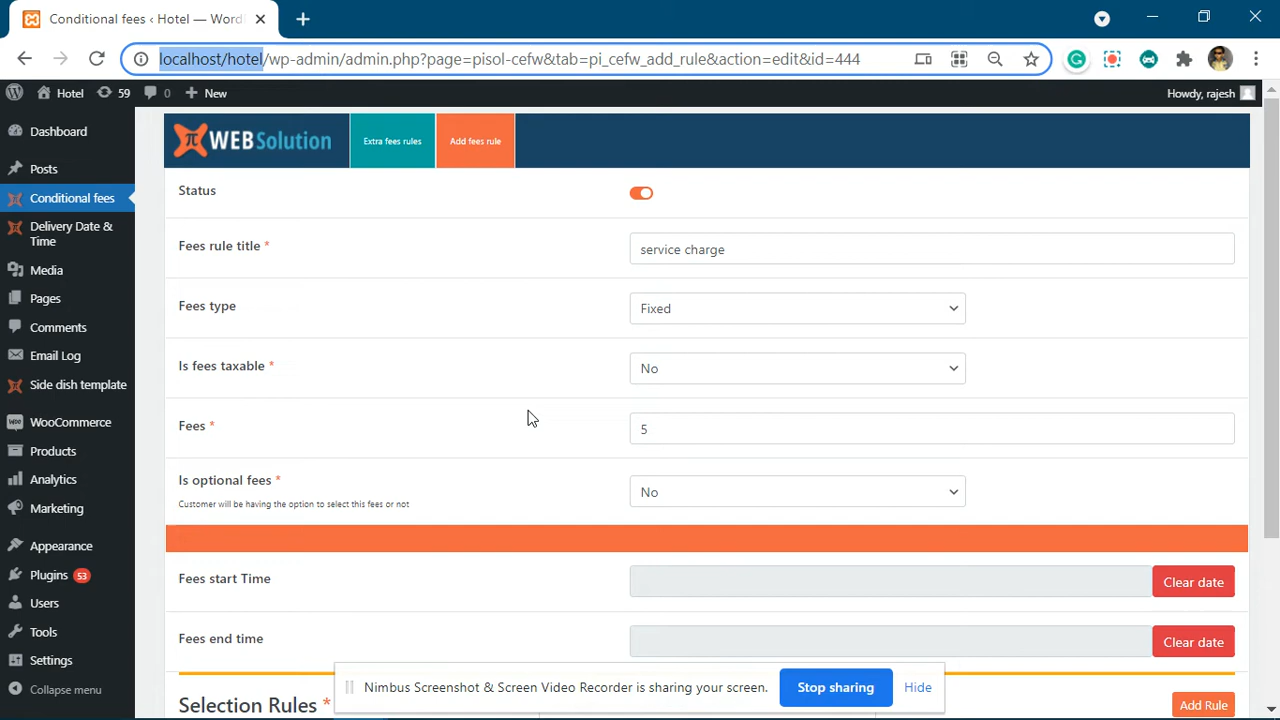 Conditional fees ‹ Hotel — Word
localhost/hotel/wp-admin/admin.php?page=pisol-cefw&tab=pi_cefw_add_rule&action=edit&id=444
Hotel 59 0 New
Howdy, rajesh
Dashboard
Posts
Conditional fees
Delivery Date &
Time
Media
Pages
Comments
Email Log
Side dish template
WooCommerce
Products
Analytics
Marketing
Appearance
Plugins 53
Users
Tools
Settings
Collapse menu
π WEBSolution
Extra fees rules
Add fees rule
Status
Fees rule title *
service charge
Fees type
Fixed
Is fees taxable *
No
Fees *
5
Is optional fees *
Customer will be having the option to select this fees or not
No
Fees start Time
Clear date
Fees end time
Clear date
Selection Rules *
Add Rule
Nimbus Screenshot & Screen Video Recorder is sharing your screen.
Stop sharing
Hide